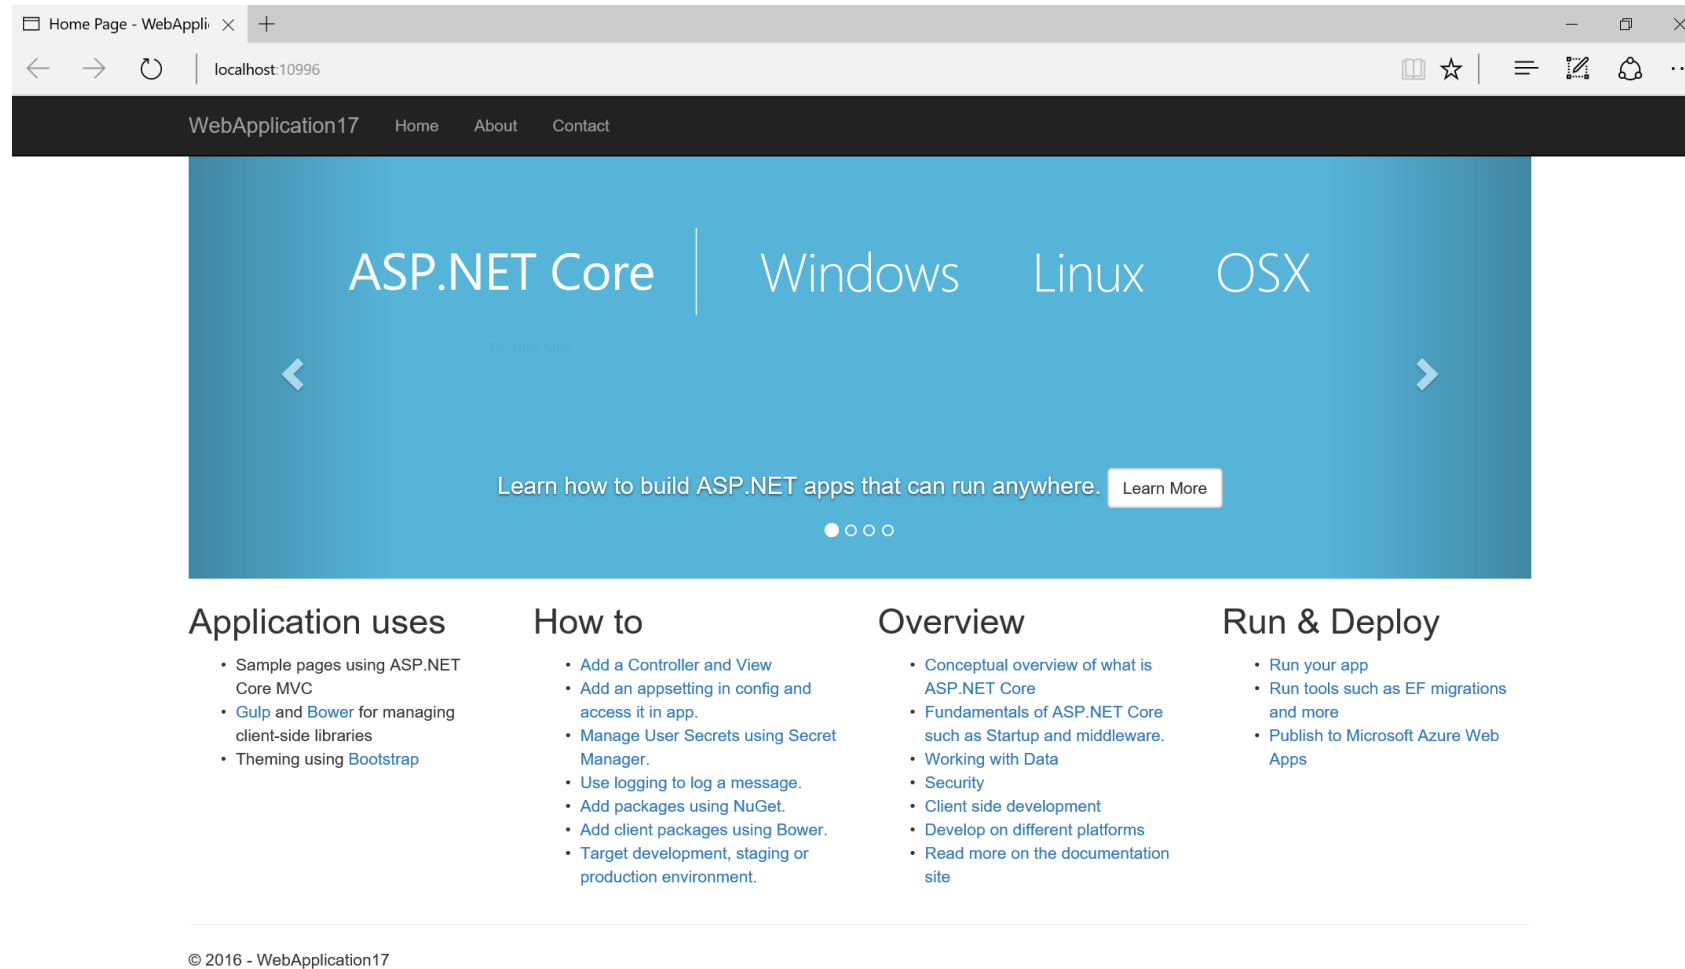 Home Page - WebAppli
localhost:10996
WebApplication17 Home About Contact
ASP.NET Core Windows Linux OSX
Learn how to build ASP.NET apps that can run anywhere. Learn More
Application uses
• Sample pages using ASP.NET
Core MVC
• Gulp and Bower for managing
client-side libraries
• Theming using Bootstrap
How to
• Add a Controller and View
• Add an appsetting in config and
access it in app.
• Manage User Secrets using Secret
Manager.
• Use logging to log a message.
• Add packages using NuGet.
• Add client packages using Bower.
• Target development, staging or
production environment.
Overview
• Conceptual overview of what is
ASP.NET Core
• Fundamentals of ASP.NET Core
such as Startup and middleware.
• Working with Data
• Security
• Client side development
• Develop on different platforms
• Read more on the documentation
site
Run & Deploy
• Run your app
• Run tools such as EF migrations
and more
• Publish to Microsoft Azure Web
Apps
© 2016 - WebApplication17